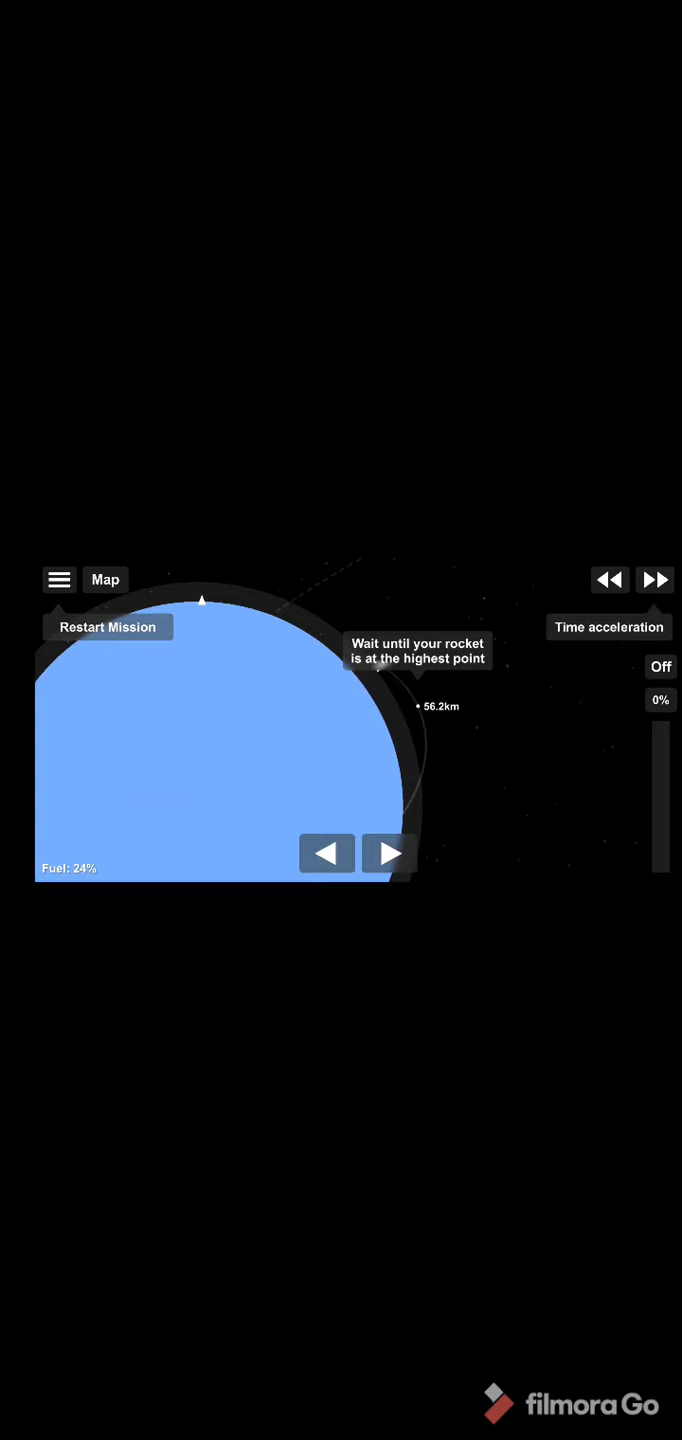 Map
Restart Mission
Time acceleration
Wait until your rocket
is at the highest point
Off
56.2km
0%
Fuel: 24%
filmora Go